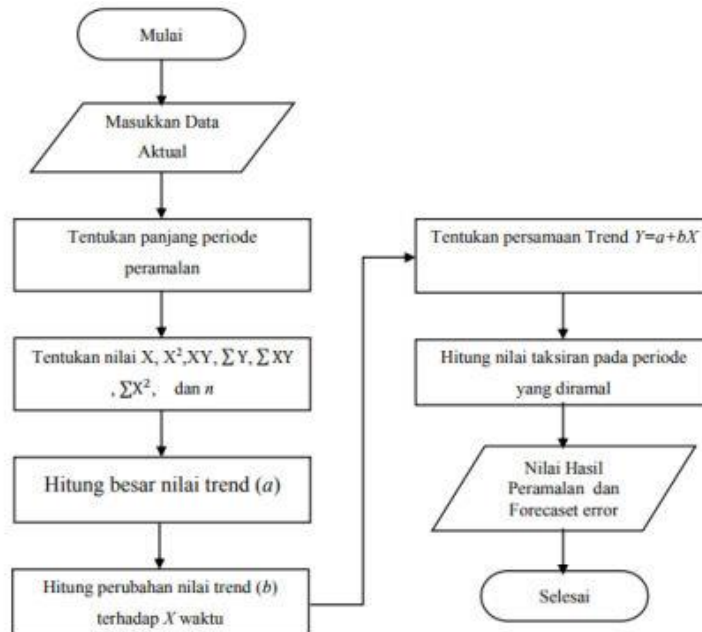 Mulai
Masukkan Data
Aktual
Tentukan panjang periode
peramalan
Tentukan nilai X, X²,XY, ∑Y, ∑XY
, ∑X², dan n
Hitung besar nilai trend (a)
Hitung perubahan nilai trend (b)
terhadap X waktu
Tentukan persamaan Trend Y=a+bX
Hitung nilai taksiran pada periode
yang diramal
Nilai Hasil
Peramalan dan
Forecaset error
Selesai